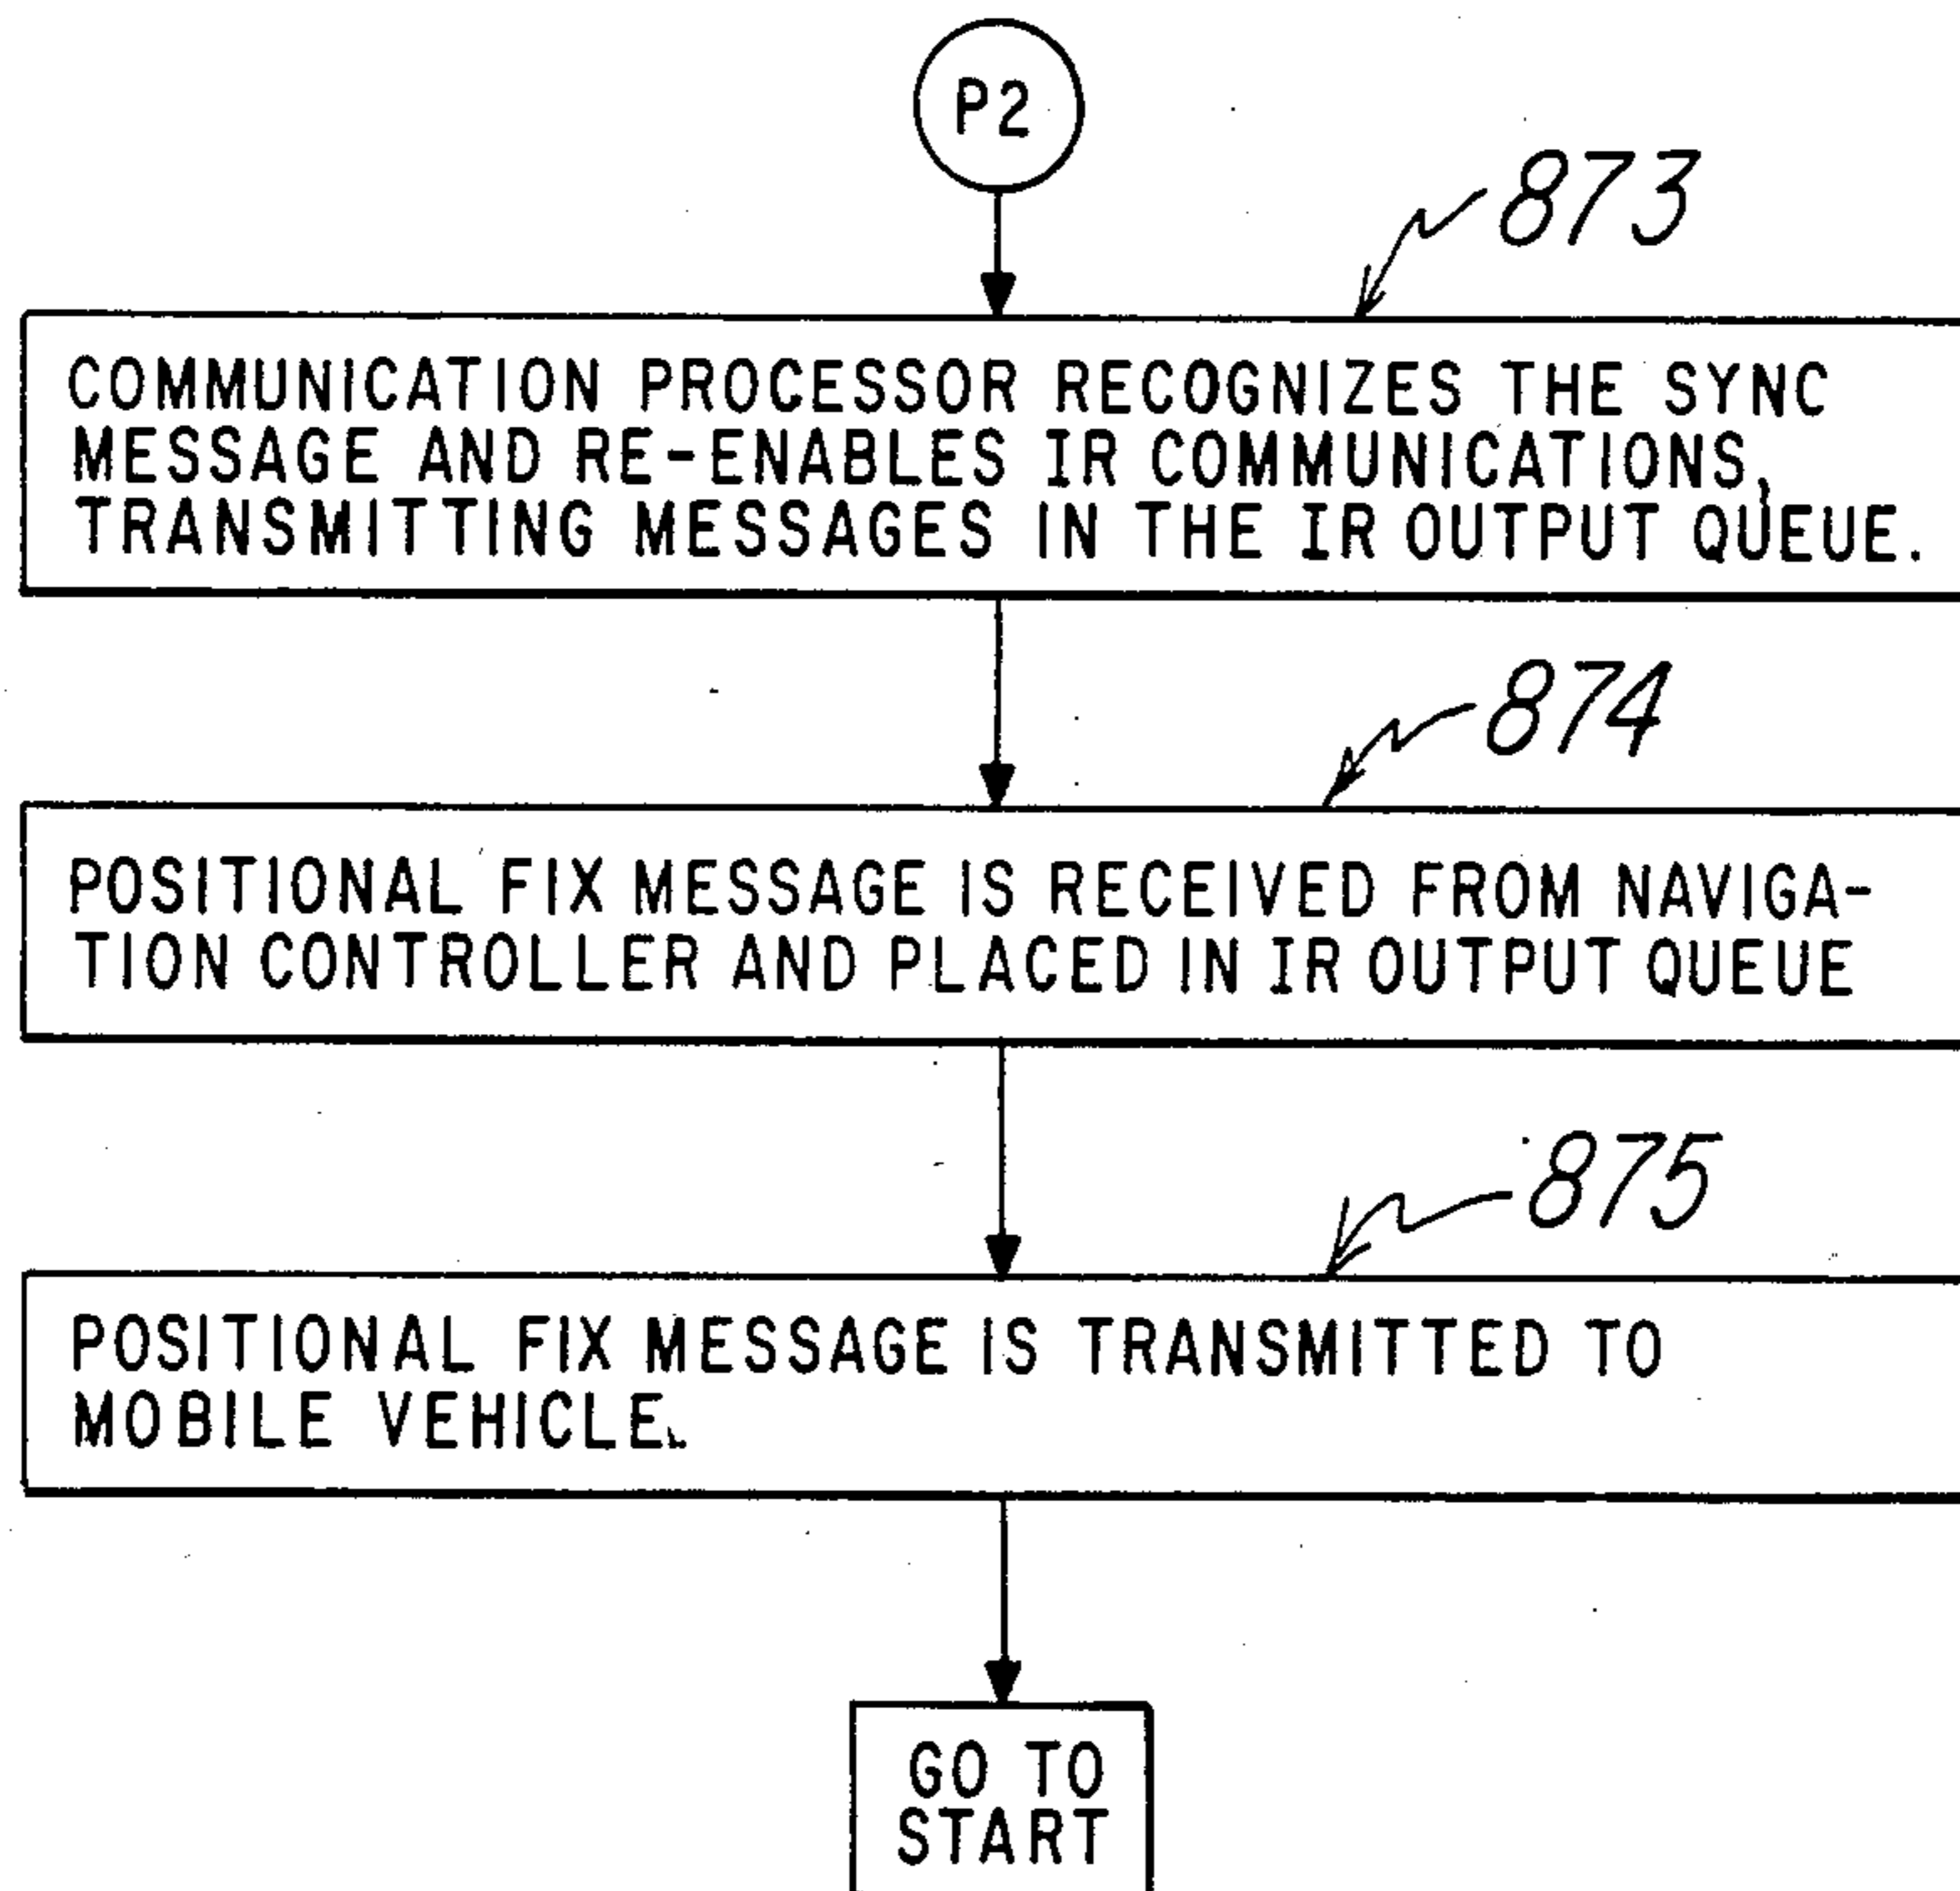 P2
873
COMMUNICATION PROCESSOR RECOGNIZES THE SYNC
MESSAGE AND RE-ENABLES IR COMMUNICATIONS,
TRANSMITTING MESSAGES IN THE IR OUTPUT QUEUE.
874
POSITIONAL FIX MESSAGE IS RECEIVED FROM NAVIGA-
TION CONTROLLER AND PLACED IN IR OUTPUT QUEUE
875
POSITIONAL FIX MESSAGE IS TRANSMITTED TO
MOBILE VEHICLE.
GO TO
START